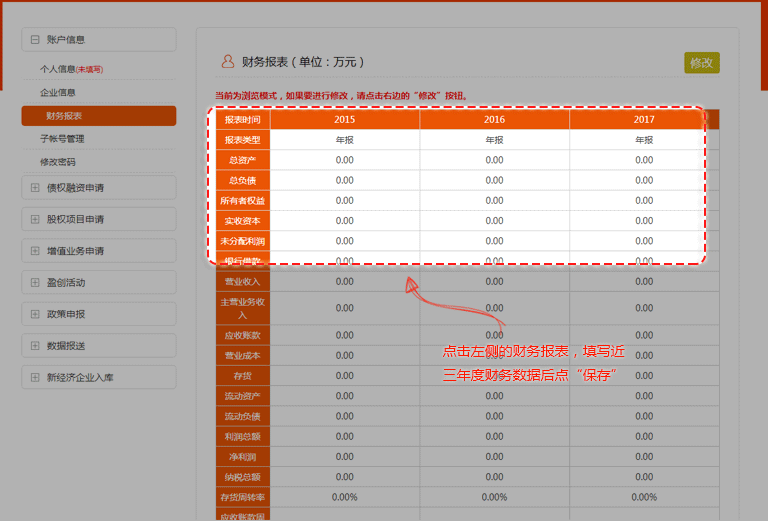 账户信息
个人信息(未填写)
企业信息
财务报表
子帐号管理
修改密码
债权融资申请
股权项目申请
增值业务申请
盈创活动
政策申报
数据报送
新经济企业入库
财务报表（单位：万元）
修改
当前为浏览模式，如果要进行修改，请点击右边的“修改”按钮。
报表时间 2015 2016 2017
报表类型 年报 年报 年报
总资产 0.00 0.00 0.00
总负债 0.00 0.00 0.00
所有者权益 0.00 0.00 0.00
实收资本 0.00 0.00 0.00
未分配利润 0.00 0.00 0.00
银行借款 0.00 0.00 0.00
营业收入 0.00 0.00 0.00
主营业务收
入 0.00 0.00 0.00
应收账款 0.00 0.00 0.00
营业成本 0.00 0.00 0.00
存货 0.00 0.00 0.00
流动资产 0.00 0.00 0.00
流动负债 0.00 0.00 0.00
利润总额 0.00 0.00 0.00
净利润 0.00 0.00 0.00
纳税总额 0.00 0.00 0.00
存货周转率 0.00% 0.00% 0.00%
应收账款周
点击左侧的财务报表，填写近
三年度财务数据后点“保存”